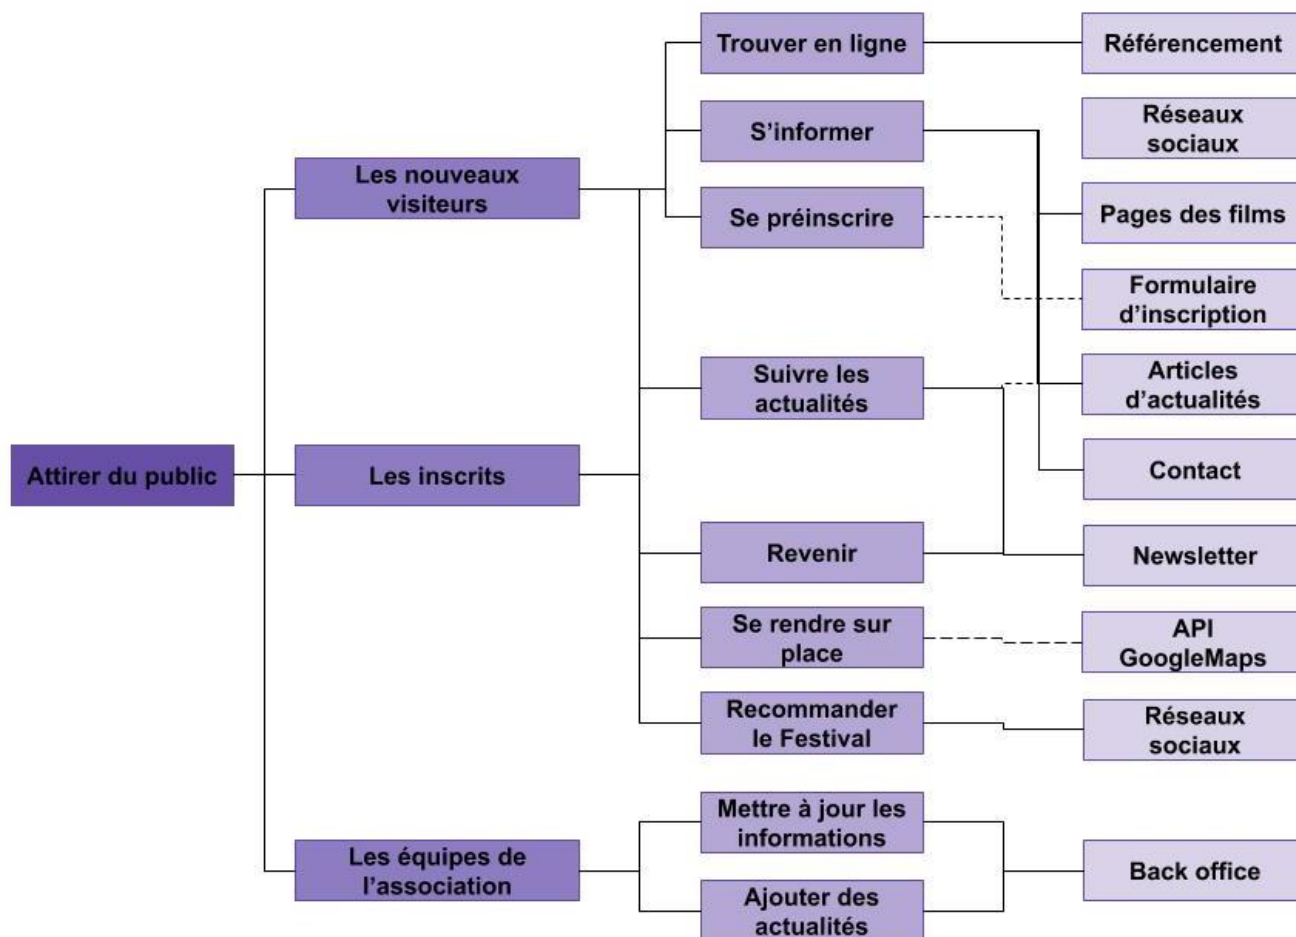 Trouver en ligne
Référencement
S'informer
Réseaux
sociaux
Les nouveaux
visiteurs
Se préinscrire
Pages des films
Formulaire
d'inscription
Suivre les
actualités
Articles
d'actualités
Attirer du public
Les inscrits
Contact
Revenir
Newsletter
Se rendre sur
place
API
GoogleMaps
Recommander
le Festival
Réseaux
sociaux
Mettre à jour les
informations
Les équipes de
l'association
Back office
Ajouter des
actualités